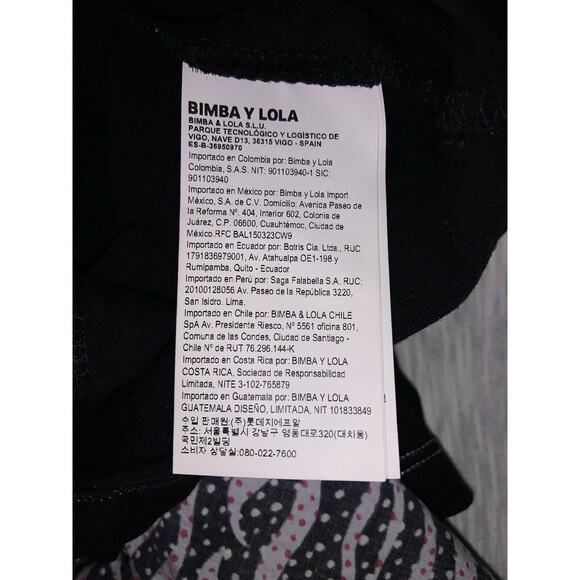 BIMBA Y LOLA
BIMBA & LOLA S.L.U.
PARQUE TECNOLÓGICO Y LOGÍSTICO DE
VIGO, NAVE D13, 36315 VIGO - SPAIN
ES-B-36950970
Importado en Colombia por: Bimba y Lola
Colombia, S.A.S. NIT: 901103940-1 SIC:
901103940
Importado en México por: Bimba y Lola Import
México, S.A. de C.V. Domicilio: Avenida Paseo de
la Reforma Nº. 404, Interior 602, Colonia de
Juárez, C.P. 06600, Cuauhtémoc, Ciudad de
México.RFC BAL150323CW9
Importado en Ecuador por: Botris Cia. Ltda., RUC
1791836979001, Av. Atahualpa OE1-198 y
Rumipamba, Quito - Ecuador
Importado en Perú por: Saga Falabella S.A. RUC:
20100128056 Av. Paseo de la República 3220,
San Isidro. Lima.
Importado en Chile por: BIMBA & LOLA CHILE
SpA Av. Presidente Riesco, Nº 5561 oficina 801,
Comuna de las Condes, Ciudad de Santiago -
Chile Nº de RUT 76.296.144-K
Importado en Costa Rica por: BIMBA Y LOLA
COSTA RICA, Sociedad de Responsabilidad
Limitada, NITE 3-102-765879
Importado en Guatemala por: BIMBA Y LOLA
GUATEMALA DISEÑO, LIMITADA, NIT 101833849
수입 판매원:(주)롯데지에프알
주소: 서울특별시 강남구 영동대로320(대치동)
국민제2빌딩
소비자 상담실:080-022-7600